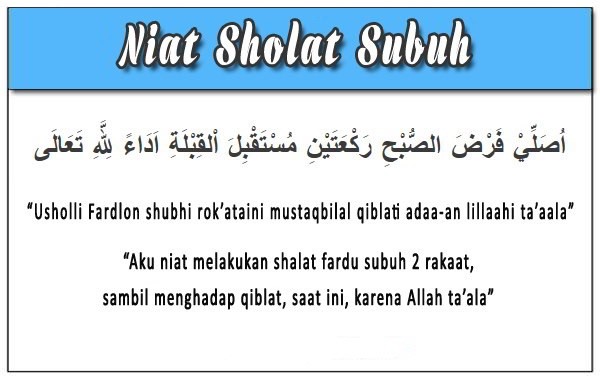 Niat Sholat Subuh
اُصَلِّيْ فَرْضَ الصُّبْحِ رَكْعَتَيْنِ مُسْتَقْبِلَ اْلقِبْلَةِ اَدَاءً لِلَّهِ تَعَالَى
“Usholli Fardlon shubhi rok’ataini mustaqbilal qiblati adaa-an lillaahi ta’aala”
“Aku niat melakukan shalat fardu subuh 2 rakaat,
sambil menghadap qiblat, saat ini, karena Allah ta’ala”